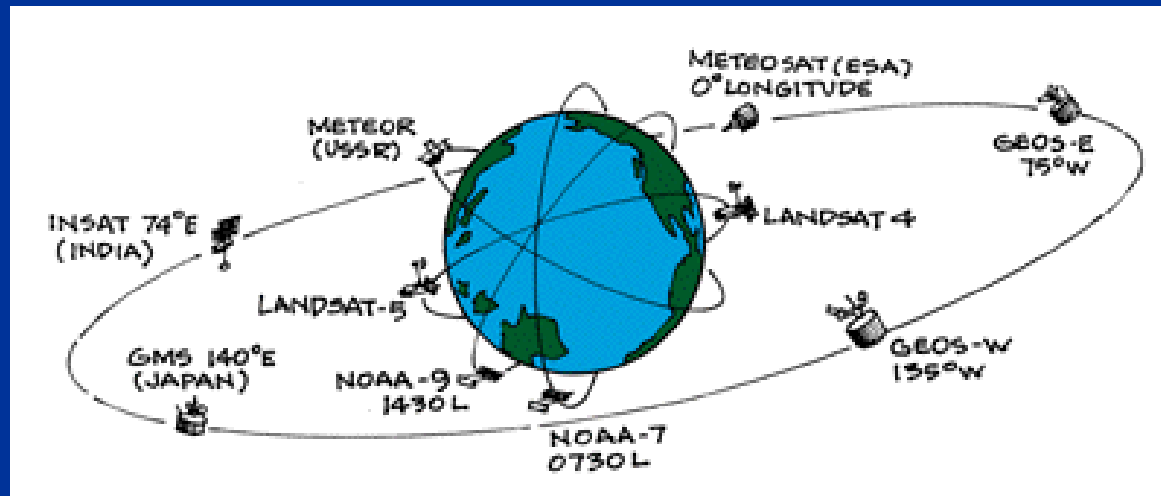 METEOSAT (ESA)
0° LONGITUDE
METEOR
(USSR)
GEOS-E
75°W
INSAT 74°E
(INDIA)
LANDSAT 4
LANDSAT-5
GMS 140°E
(JAPAN)
NOAA-9
1430 L
GEOS-W
135°W
NOAA-7
0730 L